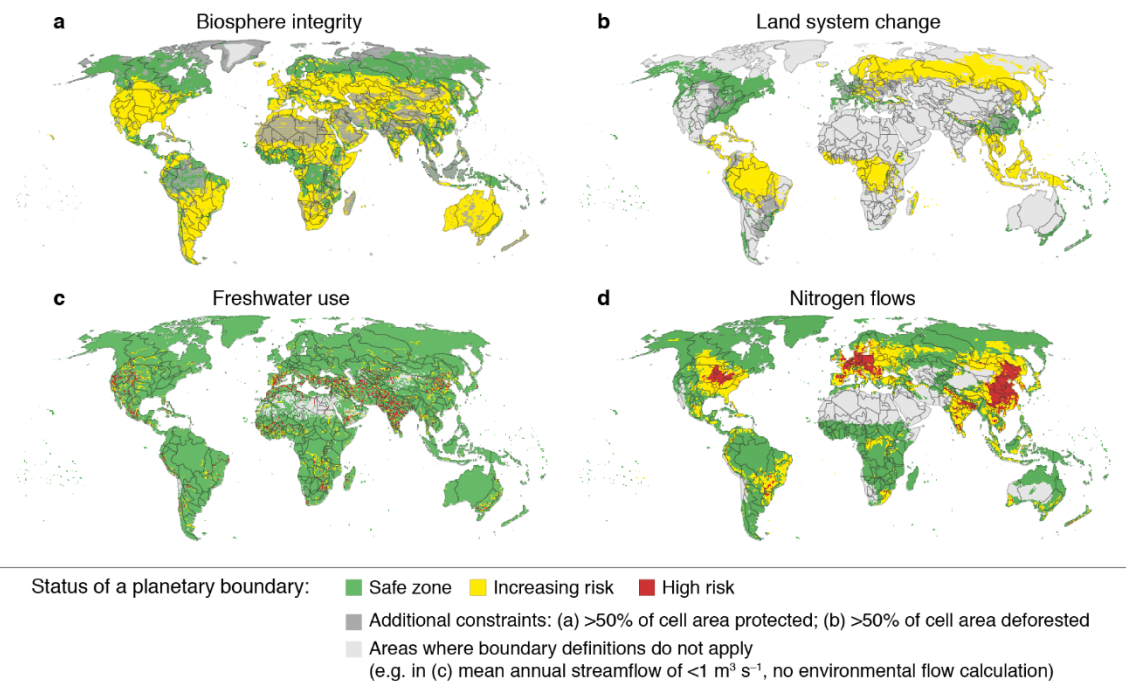 a Biosphere integrity
b Land system change
c Freshwater use
d Nitrogen flows
Status of a planetary boundary: Safe zone Increasing risk High risk
Additional constraints: (a) >50% of cell area protected; (b) >50% of cell area deforested
Areas where boundary definitions do not apply
(e.g. in (c) mean annual streamflow of <1 m³ s⁻¹, no environmental flow calculation)